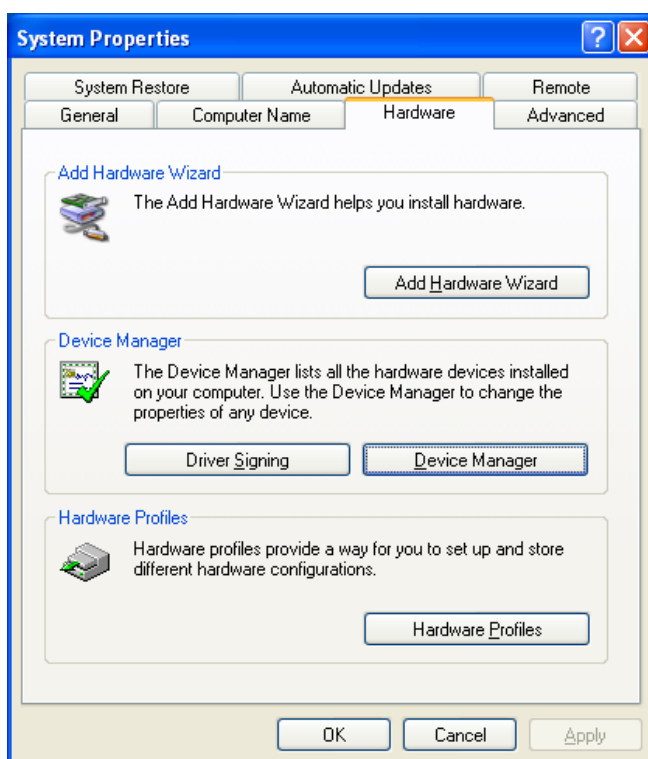 System Properties
System Restore Automatic Updates Remote
General Computer Name Hardware Advanced
Add Hardware Wizard
The Add Hardware Wizard helps you install hardware.
Add Hardware Wizard
Device Manager
The Device Manager lists all the hardware devices installed
on your computer. Use the Device Manager to change the
properties of any device.
Driver Signing Device Manager
Hardware Profiles
Hardware profiles provide a way for you to set up and store
different hardware configurations.
Hardware Profiles
OK Cancel Apply